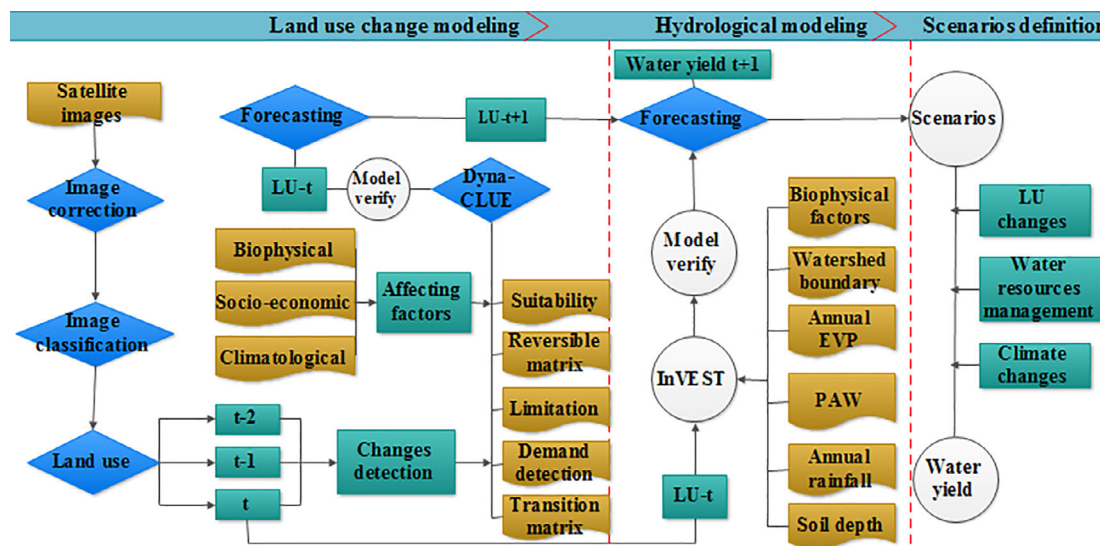 Land use change modeling
Hydrological modeling
Scenarios definition
Satellite
images
Image
correction
Image
classification
Land use
t-2
t-1
t
Changes
detection
Forecasting
LU-t+1
LU-t
Model
verify
Dyna-
CLUE
Biophysical
Socio-economic
Climatological
Affecting
factors
Suitability
Reversible
matrix
Limitation
Demand
detection
Transition
matrix
Water yield t+1
Forecasting
Model
verify
InVEST
LU-t
Biophysical
factors
Watershed
boundary
Annual
EVP
PAW
Annual
rainfall
Soil depth
Scenarios
LU
changes
Water
resources
management
Climate
changes
Water
yield